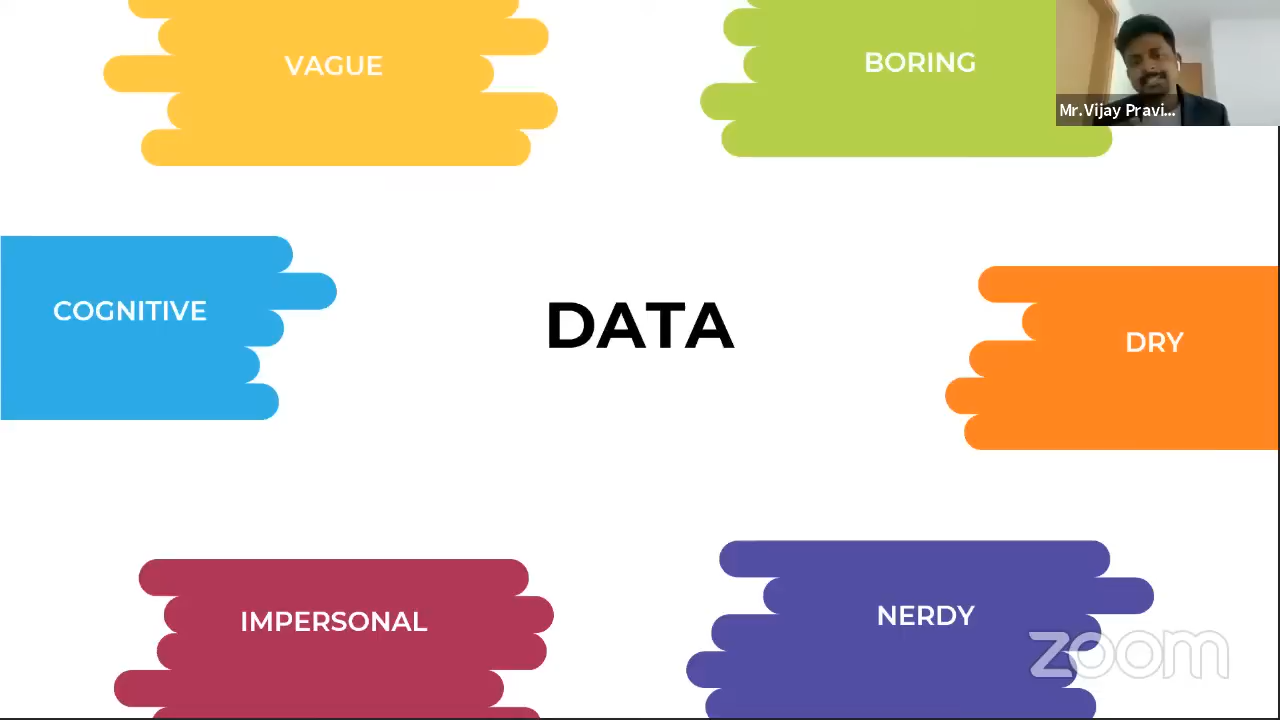 VAGUE
BORING
Mr.Vijay Pravi...
COGNITIVE
DATA
DRY
IMPERSONAL
NERDY
zoom